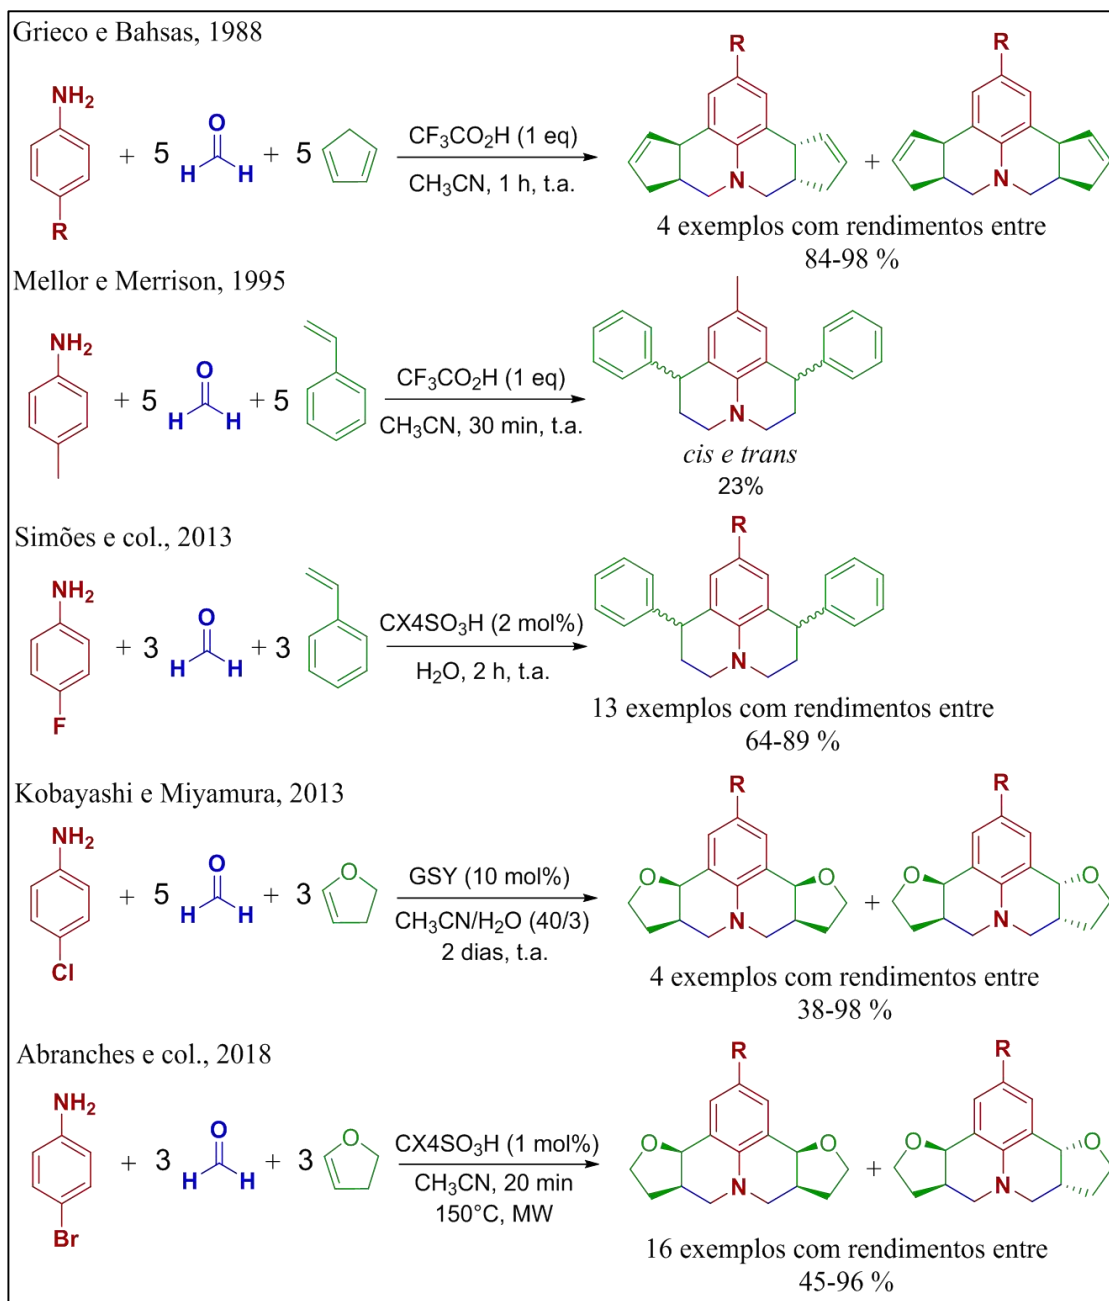 Grieco e Bahsas, 1988
NH2
R
+ 5
O
H H
+ 5
CF3CO2H (1 eq)
CH3CN, 1 h, t.a.
R
N
+
R
N
4 exemplos com rendimentos entre
84-98 %
Mellor e Merrison, 1995
NH2
+ 5
O
H H
+ 5
CF3CO2H (1 eq)
CH3CN, 30 min, t.a.
N
cis e trans
23%
Simões e col., 2013
NH2
F
+ 3
O
H H
+ 3
CX4SO3H (2 mol%)
H2O, 2 h, t.a.
R
N
13 exemplos com rendimentos entre
64-89 %
Kobayashi e Miyamura, 2013
NH2
Cl
+ 5
O
H H
+ 3
O
GSY (10 mol%)
CH3CN/H2O (40/3)
2 dias, t.a.
R
O O
N
+
R
O O
N
4 exemplos com rendimentos entre
38-98 %
Abranches e col., 2018
NH2
Br
+ 3
O
H H
+ 3
O
CX4SO3H (1 mol%)
CH3CN, 20 min
150°C, MW
R
O O
N
+
R
O O
N
16 exemplos com rendimentos entre
45-96 %